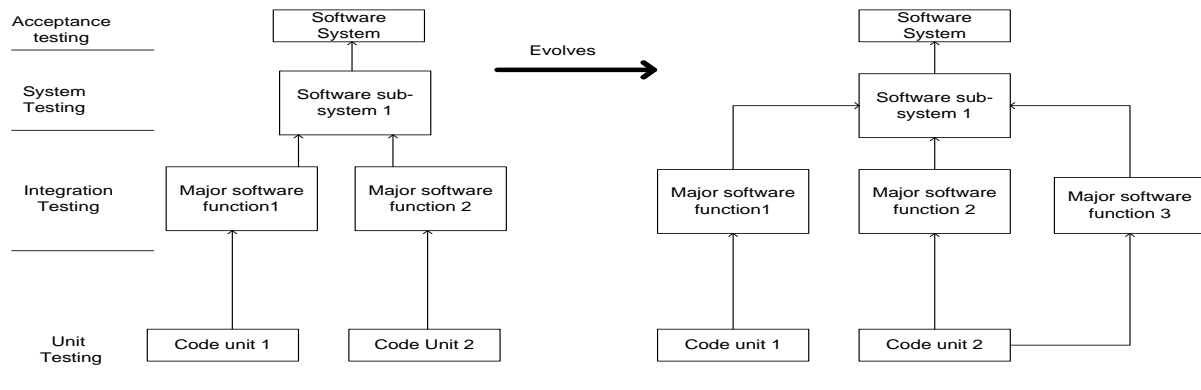 Acceptance
testing
System
Testing
Integration
Testing
Unit
Testing
Software
System
Software sub-
system 1
Major software
function1
Major software
function 2
Code unit 1
Code Unit 2
Evolves
Software
System
Software sub-
system 1
Major software
function1
Major software
function 2
Major software
function 3
Code unit 1
Code unit 2